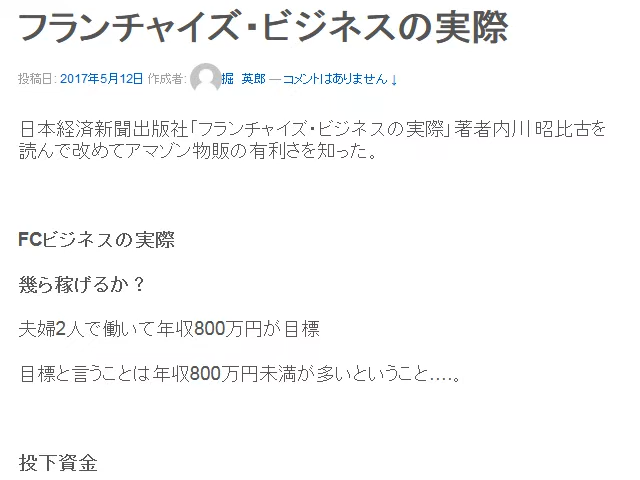 フランチャイズ・ビジネスの実際
投稿日: 2017年5月12日 作成者: 掘 英郎 — コメントはありません ↓
日本経済新聞出版社「フランチャイズ・ビジネスの実際」著者内川 昭比古を
読んで改めてアマゾン物販の有利さを知った。
FCビジネスの実際
幾ら稼げるか？
夫婦2人で働いて年収800万円が目標
目標と言うことは年収800万円未満が多いということ….。
投下資金